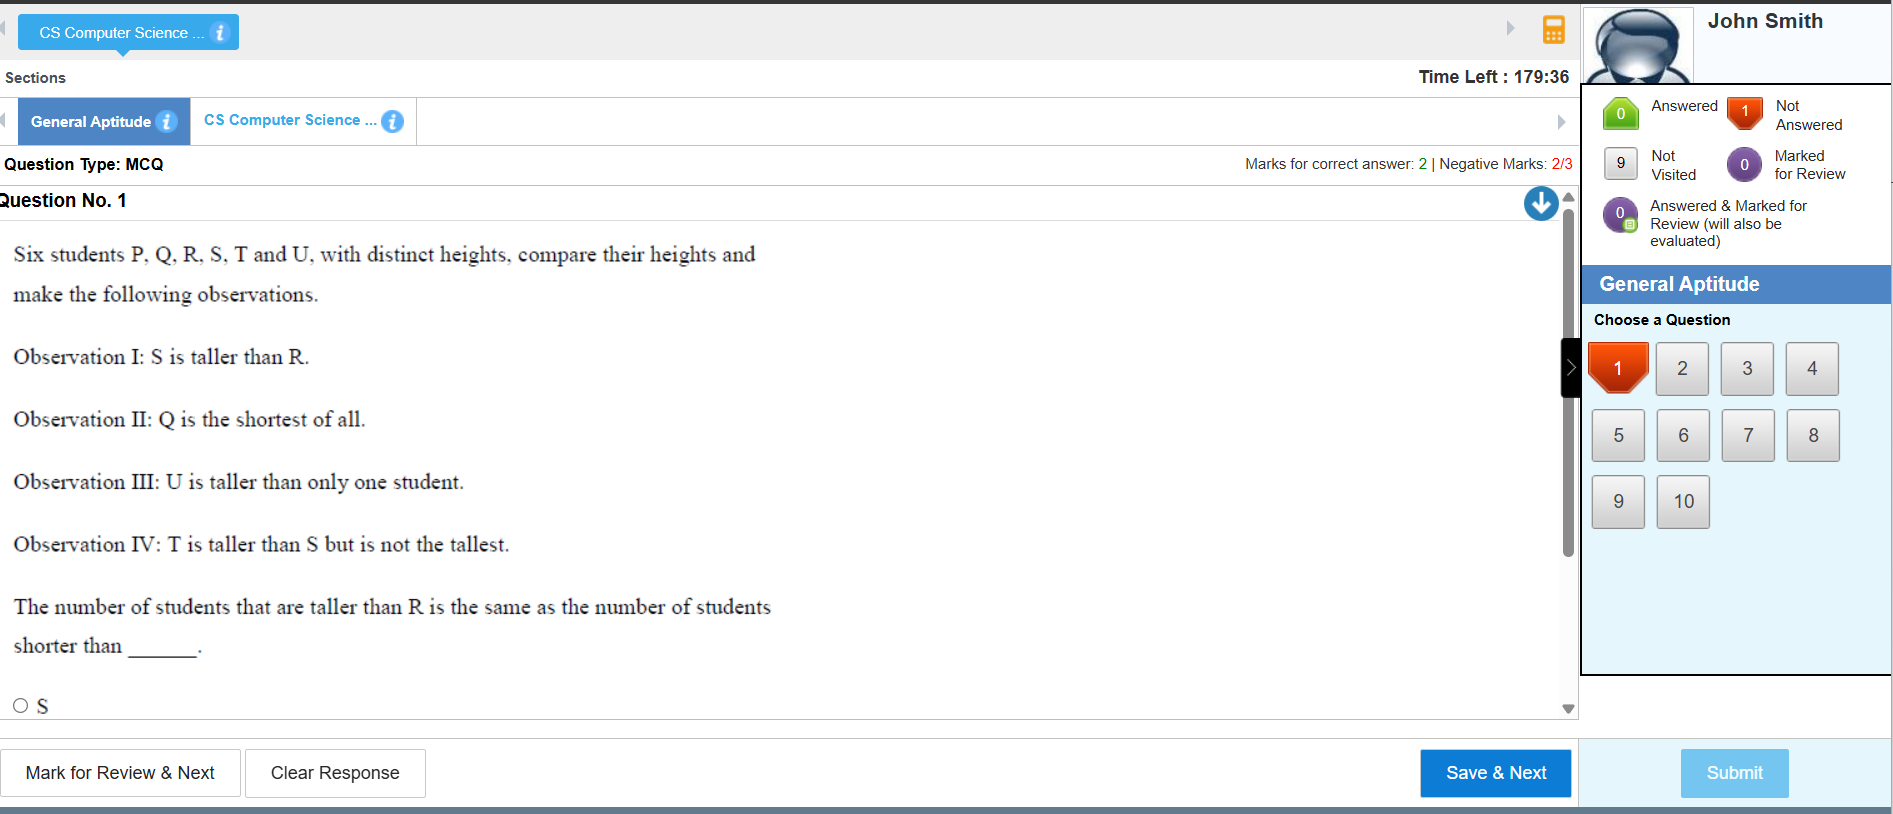 CS Computer Science ... i
John Smith
Sections
Time Left : 179:36
General Aptitude i
CS Computer Science ... i
0 Answered
1 Not Answered
9 Not Visited
0 Marked for Review
0 Answered & Marked for Review (will also be evaluated)
Question Type: MCQ
Marks for correct answer: 2 | Negative Marks: 2/3
Question No. 1
Six students P, Q, R, S, T and U, with distinct heights, compare their heights and
make the following observations.
Observation I: S is taller than R.
Observation II: Q is the shortest of all.
Observation III: U is taller than only one student.
Observation IV: T is taller than S but is not the tallest.
The number of students that are taller than R is the same as the number of students
shorter than ______.
S
General Aptitude
Choose a Question
1 2 3 4
5 6 7 8
9 10
Mark for Review & Next
Clear Response
Save & Next
Submit